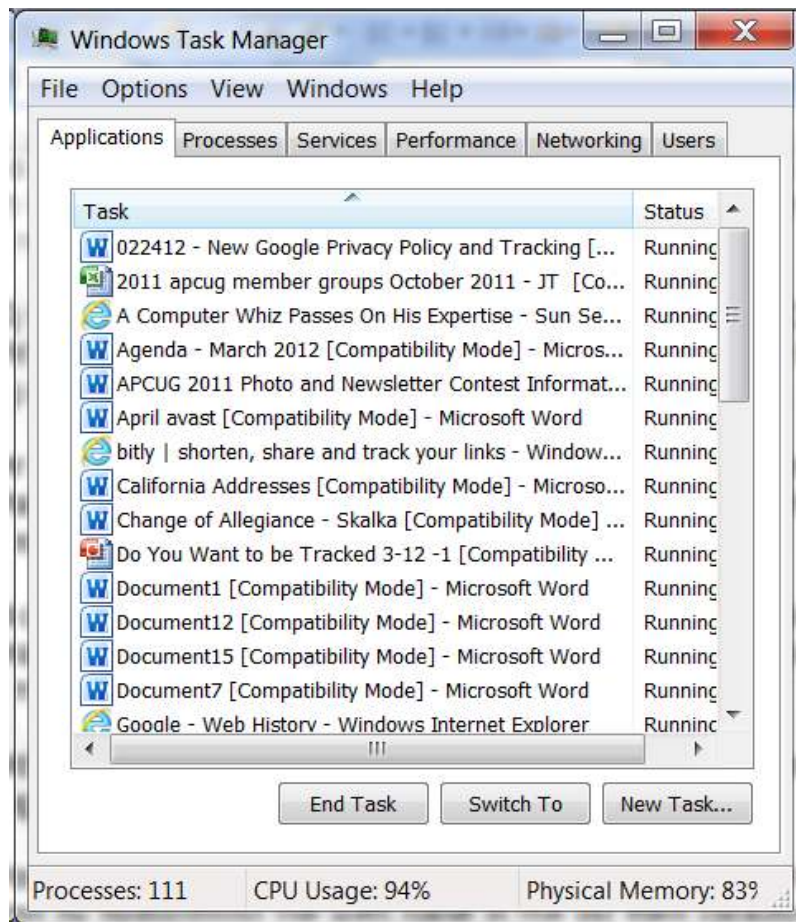 Windows Task Manager
File Options View Windows Help
Applications Processes Services Performance Networking Users
Task Status
022412 - New Google Privacy Policy and Tracking [... Running
2011 apcug member groups October 2011 - JT [Co... Running
A Computer Whiz Passes On His Expertise - Sun Se... Running
Agenda - March 2012 [Compatibility Mode] - Micros... Running
APCUG 2011 Photo and Newsletter Contest Informat... Running
April avast [Compatibility Mode] - Microsoft Word Running
bitly | shorten, share and track your links - Window... Running
California Addresses [Compatibility Mode] - Microso... Running
Change of Allegiance - Skalka [Compatibility Mode] ... Running
Do You Want to be Tracked 3-12 -1 [Compatibility ... Running
Document1 [Compatibility Mode] - Microsoft Word Running
Document12 [Compatibility Mode] - Microsoft Word Running
Document15 [Compatibility Mode] - Microsoft Word Running
Document7 [Compatibility Mode] - Microsoft Word Running
Google - Web History - Windows Internet Explorer Running
End Task Switch To New Task...
Processes: 111 CPU Usage: 94% Physical Memory: 83%